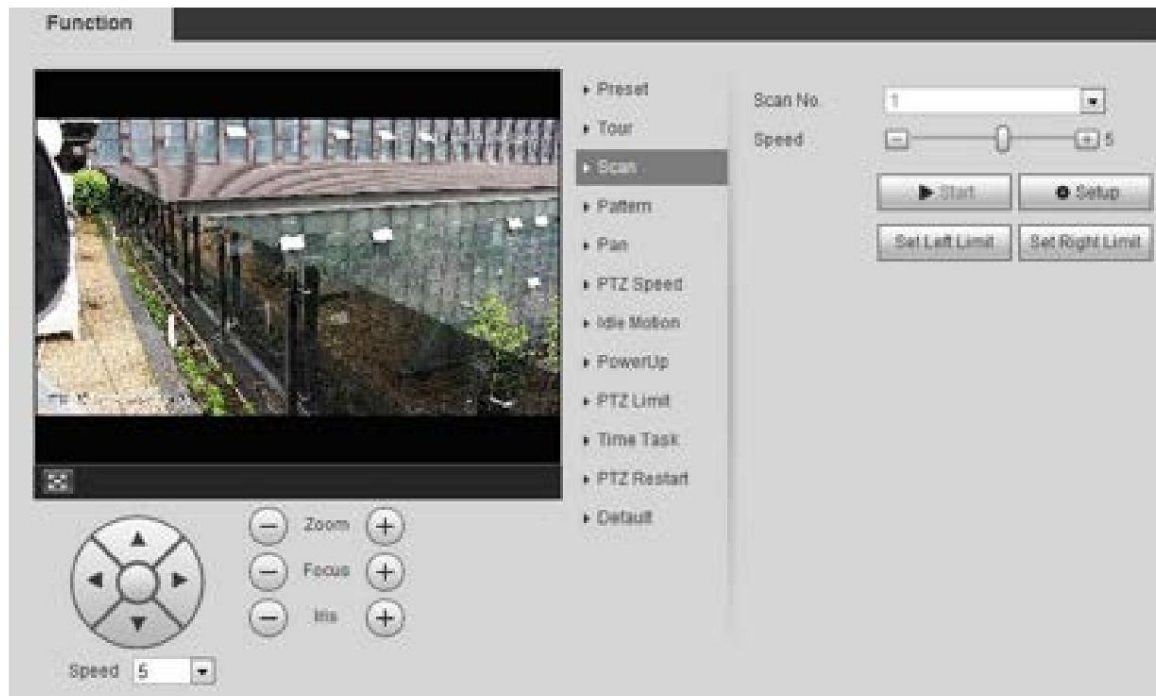 Function
Preset
Tour
Scan
Pattern
Pan
PTZ Speed
Idle Motion
PowerUp
PTZ Limit
Time Task
PTZ Restart
Default
Scan No. 1
Speed 5
Start
Setup
Set Left Limit
Set Right Limit
Zoom
Focus
Iris
Speed 5